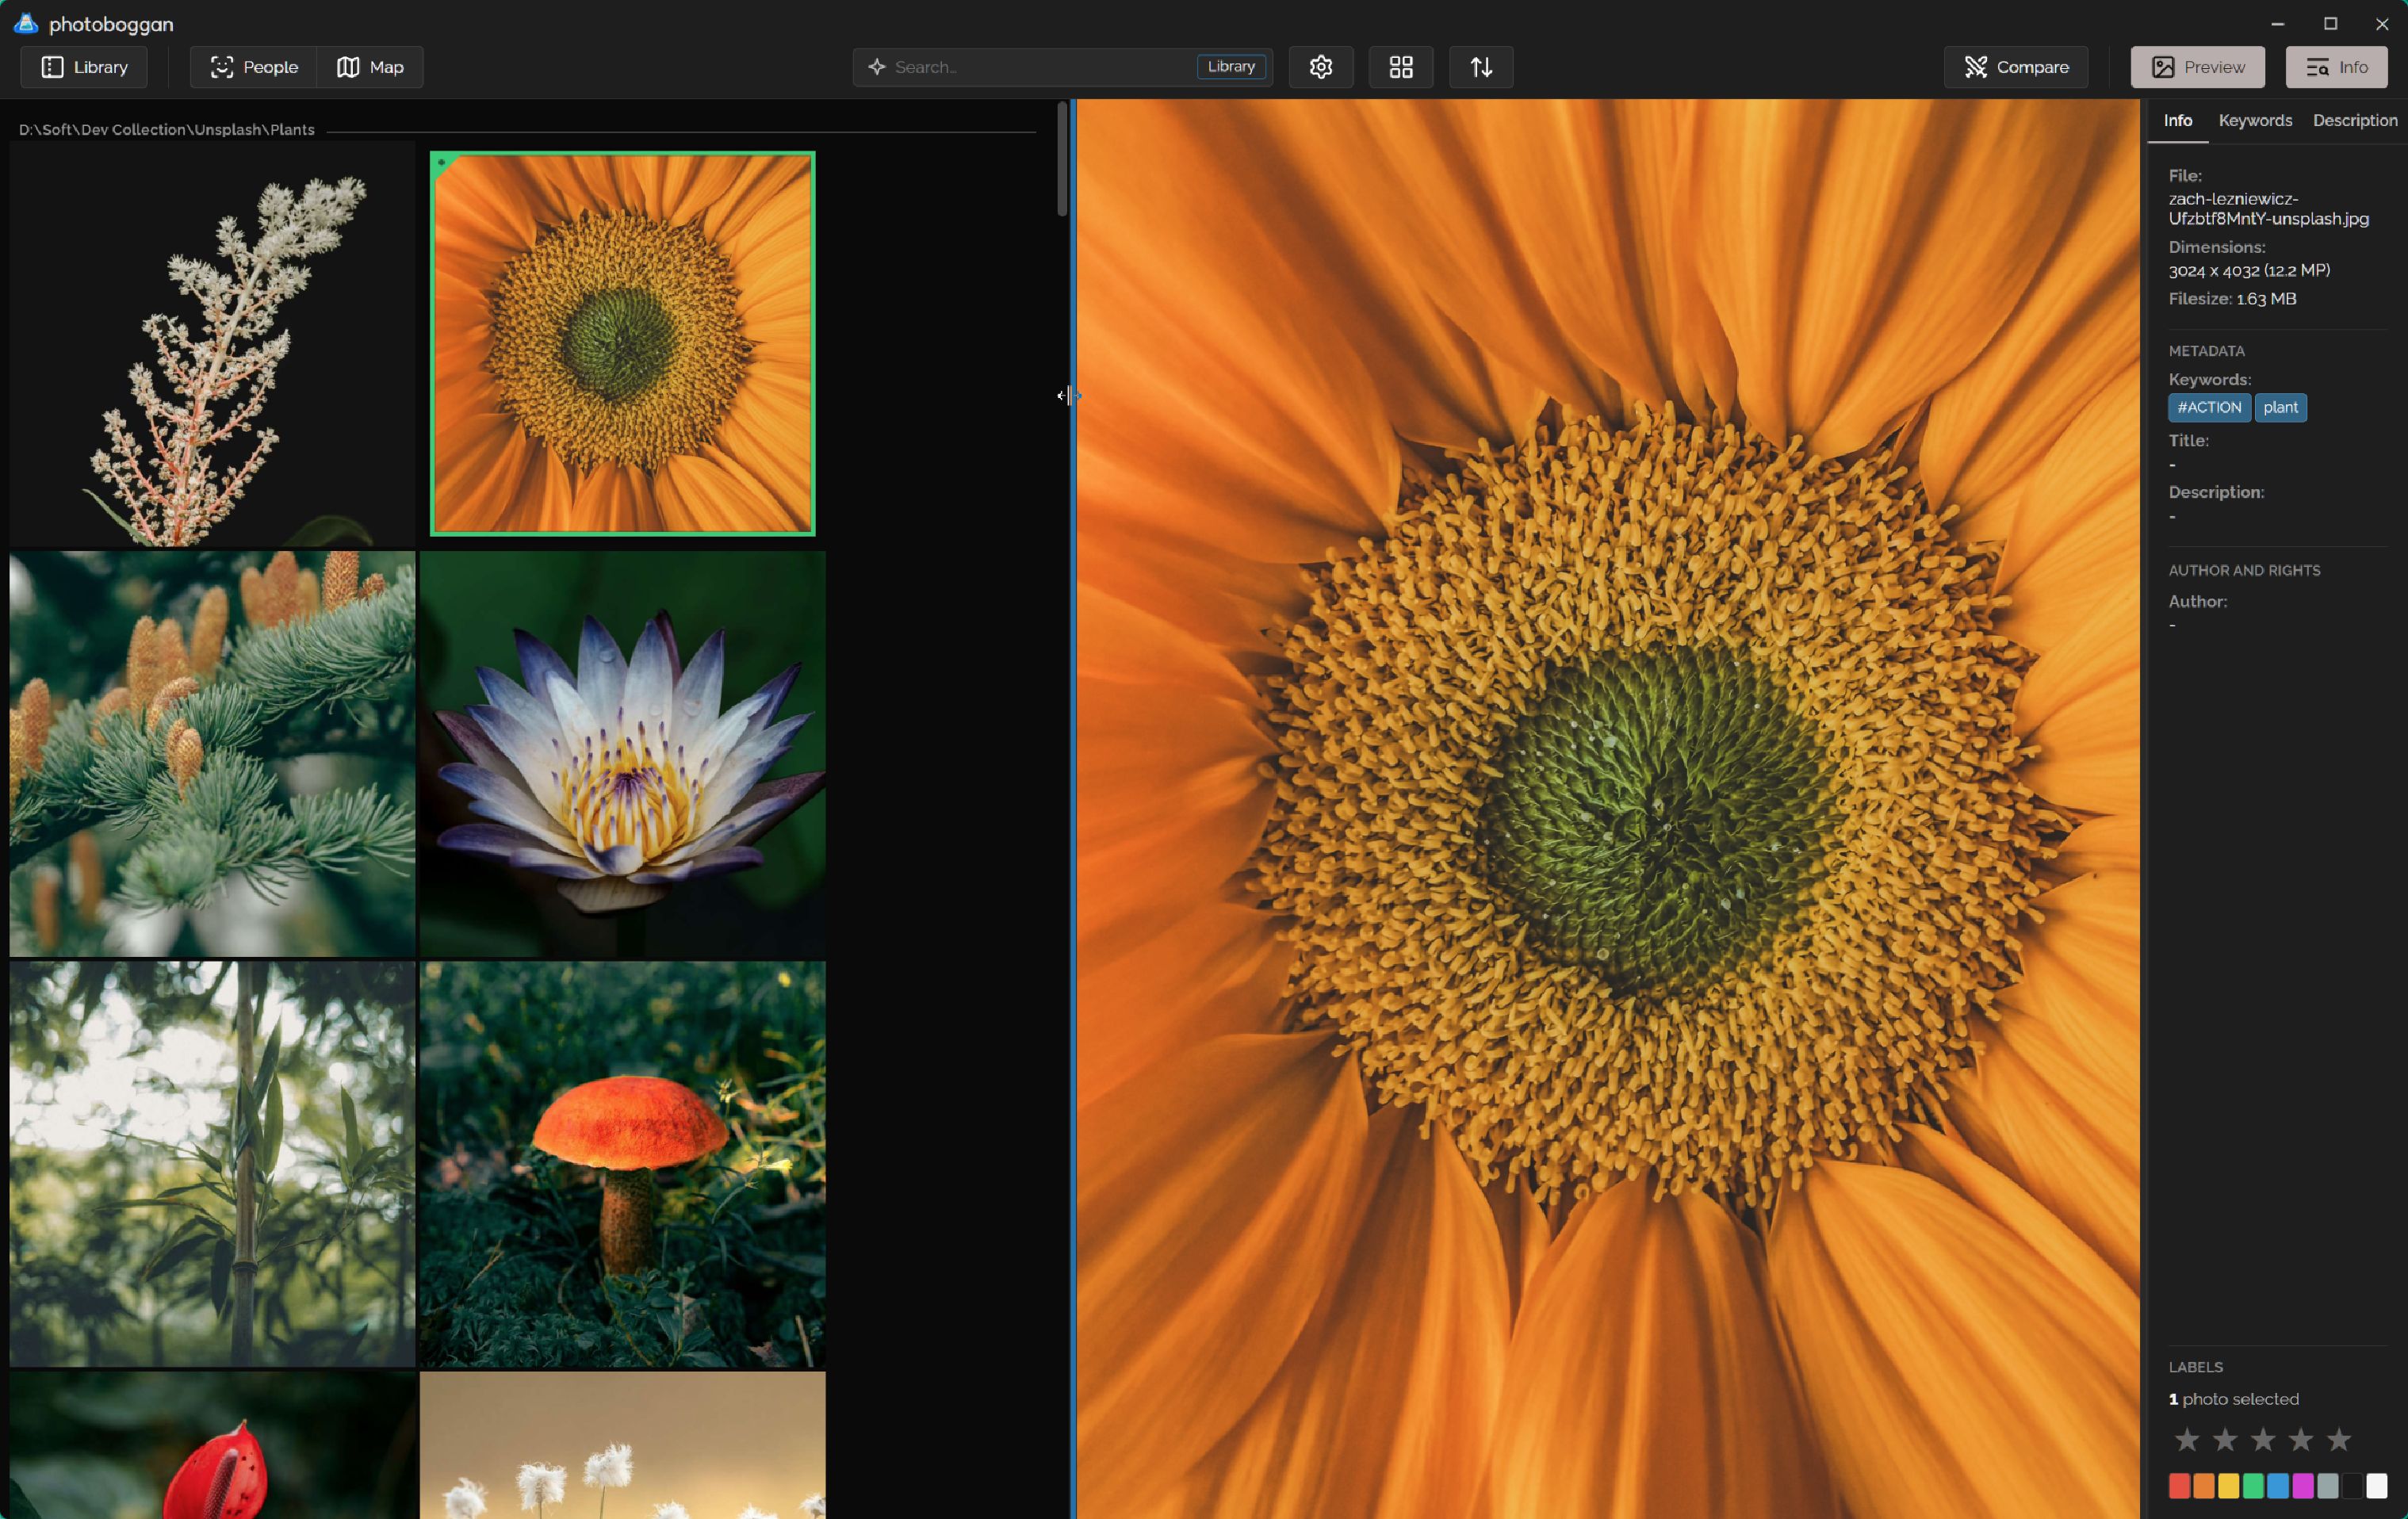 photoboggan
Library
People
Map
Search...
Library
Compare
Preview
Info
D:\Soft\Dev Collection\Unsplash\Plants
Info
Keywords
Description
File:
zach-lezniewicz-
Ufzbtf8MntY-unsplash.jpg
Dimensions:
3024 x 4032 (12.2 MP)
Filesize: 1.63 MB
METADATA
Keywords:
#ACTION
plant
Title:
-
Description:
-
AUTHOR AND RIGHTS
Author:
-
LABELS
1 photo selected